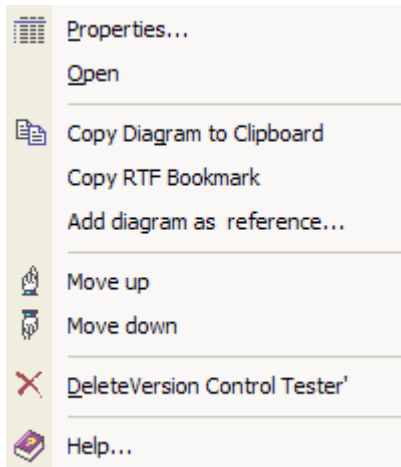 Properties...
Open
Copy Diagram to Clipboard
Copy RTF Bookmark
Add diagram as reference...
Move up
Move down
DeleteVersion Control Tester'
Help...